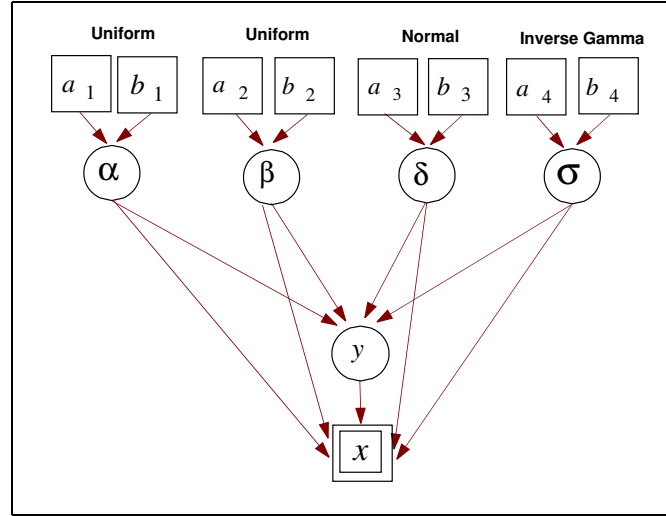 Uniform Uniform Normal Inverse Gamma
a 1 b 1 a 2 b 2 a 3 b 3 a 4 b 4
α β δ σ
y
x